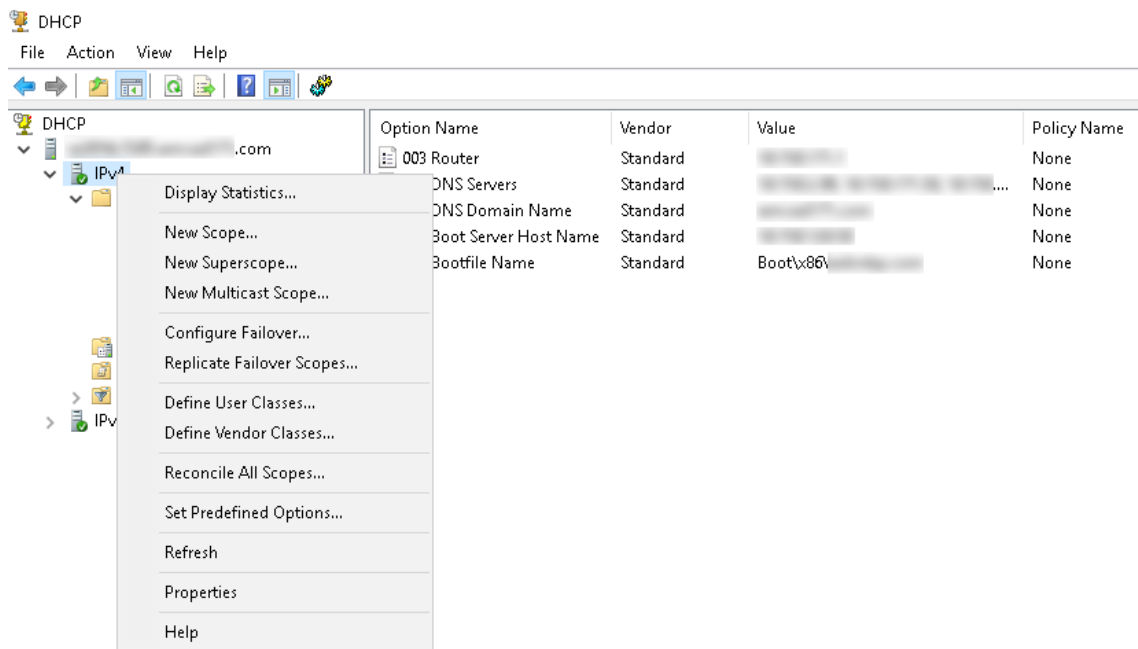 DHCP
File Action View Help
DHCP
.com
IPv4
IPv
Display Statistics...
New Scope...
New Superscope...
New Multicast Scope...
Configure Failover...
Replicate Failover Scopes...
Define User Classes...
Define Vendor Classes...
Reconcile All Scopes...
Set Predefined Options...
Refresh
Properties
Help
Option Name Vendor Value Policy Name
003 Router Standard None
DNS Servers Standard .... None
DNS Domain Name Standard None
Boot Server Host Name Standard None
Bootfile Name Standard Boot\x86\ None